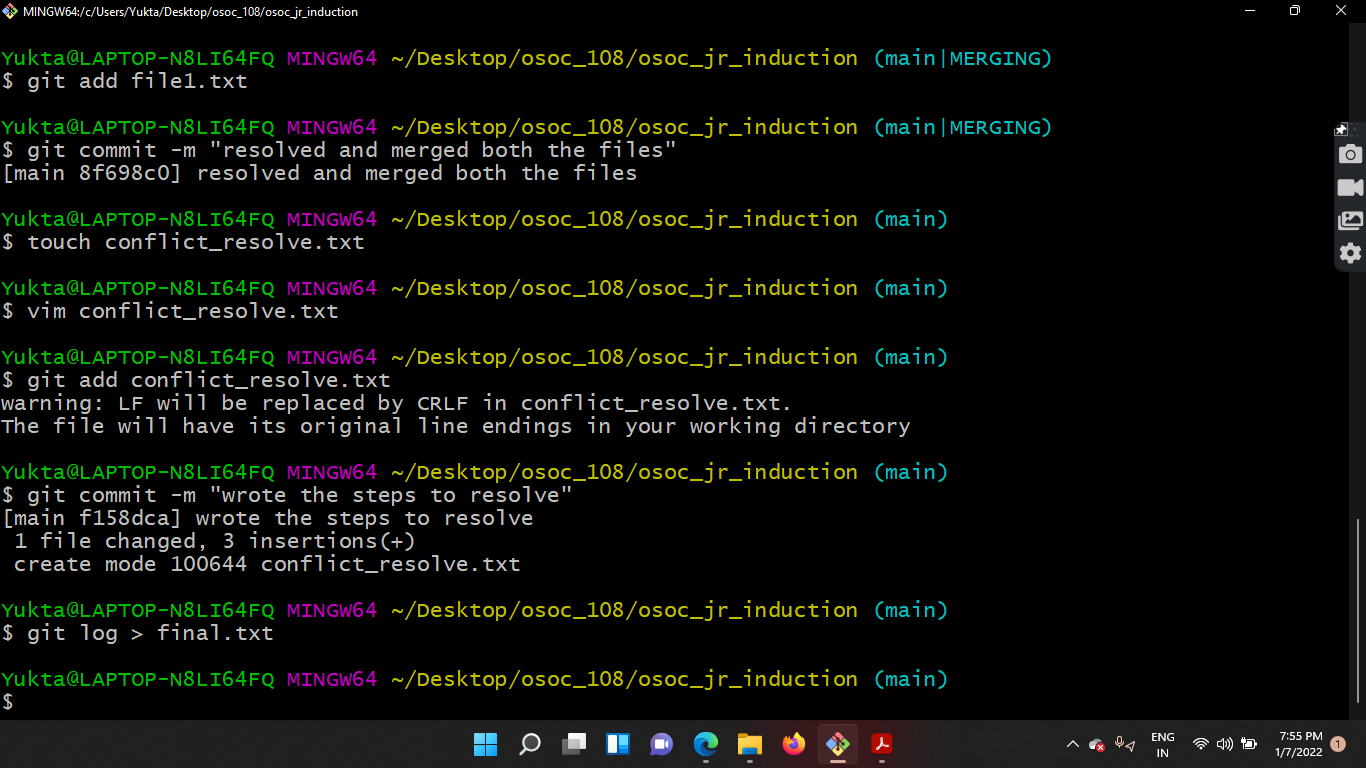 MINGW64:/c/Users/Yukta/Desktop/osoc_108/osoc_jr_induction
Yukta@LAPTOP-N8LI64FQ MINGW64 ~/Desktop/osoc_108/osoc_jr_induction (main|MERGING)
$ git add file1.txt
Yukta@LAPTOP-N8LI64FQ MINGW64 ~/Desktop/osoc_108/osoc_jr_induction (main|MERGING)
$ git commit -m "resolved and merged both the files"
[main 8f698c0] resolved and merged both the files
Yukta@LAPTOP-N8LI64FQ MINGW64 ~/Desktop/osoc_108/osoc_jr_induction (main)
$ touch conflict_resolve.txt
Yukta@LAPTOP-N8LI64FQ MINGW64 ~/Desktop/osoc_108/osoc_jr_induction (main)
$ vim conflict_resolve.txt
Yukta@LAPTOP-N8LI64FQ MINGW64 ~/Desktop/osoc_108/osoc_jr_induction (main)
$ git add conflict_resolve.txt
warning: LF will be replaced by CRLF in conflict_resolve.txt.
The file will have its original line endings in your working directory
Yukta@LAPTOP-N8LI64FQ MINGW64 ~/Desktop/osoc_108/osoc_jr_induction (main)
$ git commit -m "wrote the steps to resolve"
[main f158dca] wrote the steps to resolve
 1 file changed, 3 insertions(+)
 create mode 100644 conflict_resolve.txt
Yukta@LAPTOP-N8LI64FQ MINGW64 ~/Desktop/osoc_108/osoc_jr_induction (main)
$ git log > final.txt
Yukta@LAPTOP-N8LI64FQ MINGW64 ~/Desktop/osoc_108/osoc_jr_induction (main)
$
ENG
IN
7:55 PM
1/7/2022
1